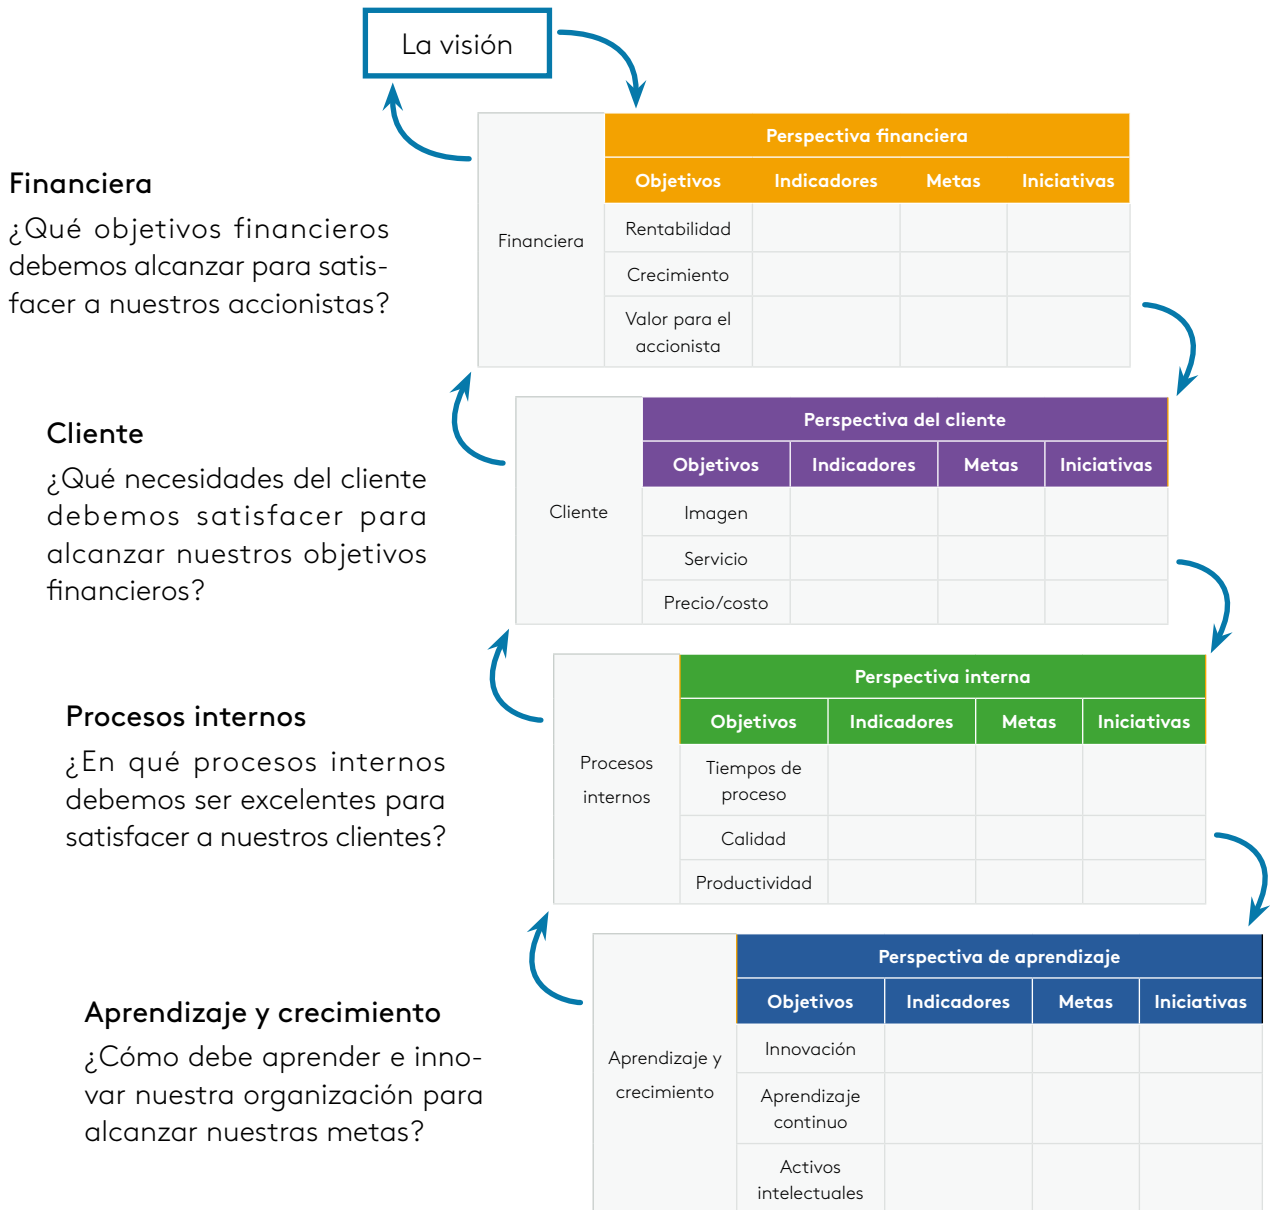 La visión
Financiera
¿Qué objetivos financieros
debemos alcanzar para satis-
facer a nuestros accionistas?
Perspectiva financiera
Objetivos Indicadores Metas Iniciativas
Financiera
Rentabilidad
Crecimiento
Valor para el
accionista
Cliente
¿Qué necesidades del cliente
debemos satisfacer para
alcanzar nuestros objetivos
financieros?
Perspectiva del cliente
Objetivos Indicadores Metas Iniciativas
Cliente
Imagen
Servicio
Precio/costo
Procesos internos
¿En qué procesos internos
debemos ser excelentes para
satisfacer a nuestros clientes?
Perspectiva interna
Objetivos Indicadores Metas Iniciativas
Procesos
internos
Tiempos de
proceso
Calidad
Productividad
Aprendizaje y crecimiento
¿Cómo debe aprender e inno-
var nuestra organización para
alcanzar nuestras metas?
Perspectiva de aprendizaje
Objetivos Indicadores Metas Iniciativas
Aprendizaje y
crecimiento
Innovación
Aprendizaje
continuo
Activos
intelectuales